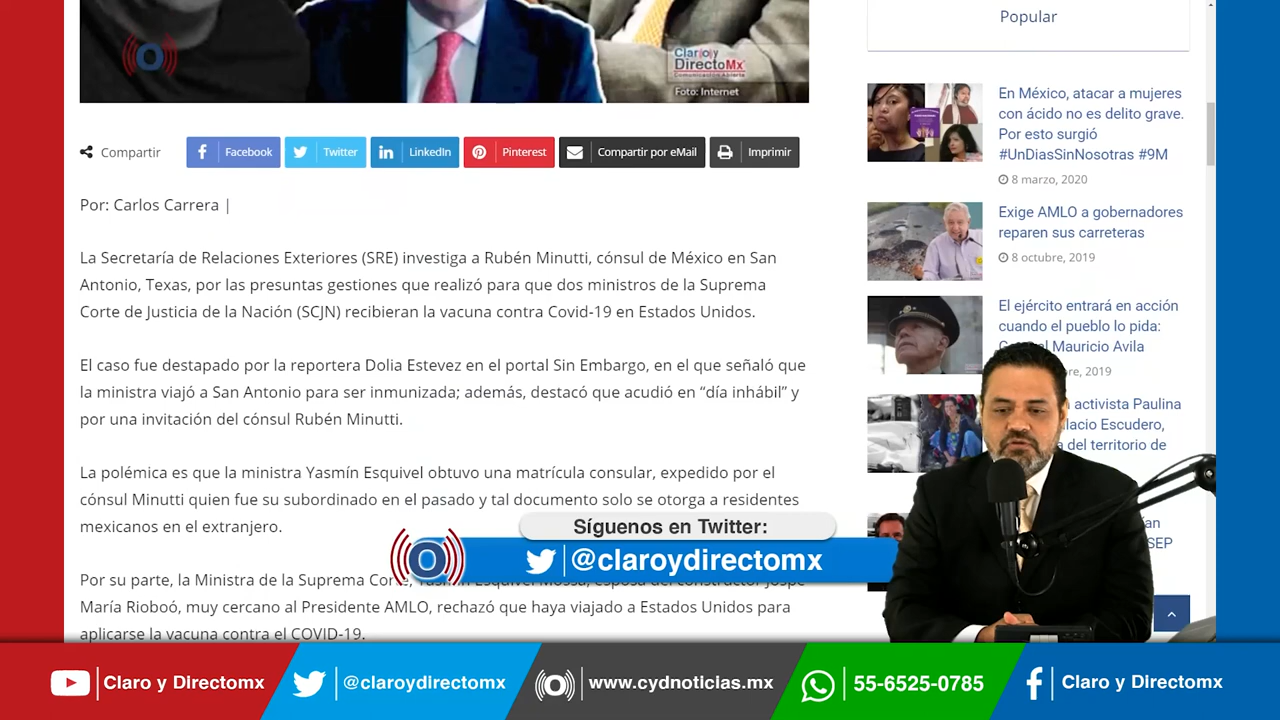 Claro y
DirectoMx
Comunicación Abierta
Foto: Internet
Compartir
Facebook
Twitter
LinkedIn
Pinterest
Compartir por eMail
Imprimir
Por: Carlos Carrera |
La Secretaría de Relaciones Exteriores (SRE) investiga a Rubén Minutti, cónsul de México en San
Antonio, Texas, por las presuntas gestiones que realizó para que dos ministros de la Suprema
Corte de Justicia de la Nación (SCJN) recibieran la vacuna contra Covid-19 en Estados Unidos.
El caso fue destapado por la reportera Dolia Estevez en el portal Sin Embargo, en el que señaló que
la ministra viajó a San Antonio para ser inmunizada; además, destacó que acudió en “día inhábil” y
por una invitación del cónsul Rubén Minutti.
La polémica es que la ministra Yasmín Esquivel obtuvo una matrícula consular, expedido por el
cónsul Minutti quien fue su subordinado en el pasado y tal documento solo se otorga a residentes
mexicanos en el extranjero.
Por su parte, la Ministra de la Suprema Corte,
María Rioboó, muy cercano al Presidente AMLO, rechazó que haya viajado a Estados Unidos para
aplicarse la vacuna contra el COVID-19.
Popular
En México, atacar a mujeres
con ácido no es delito grave.
Por esto surgió
#UnDiasSinNosotras #9M
8 marzo, 2020
Exige AMLO a gobernadores
reparen sus carreteras
8 octubre, 2019
El ejército entrará en acción
cuando el pueblo lo pida:
Mauricio Avila
, 2019
activista Paulina
Escudero,
del territorio de
SEP
Síguenos en Twitter:
@claroydirectomx
Claro y Directomx
@claroydirectomx
www.cydnoticias.mx
55-6525-0785
Claro y Directomx